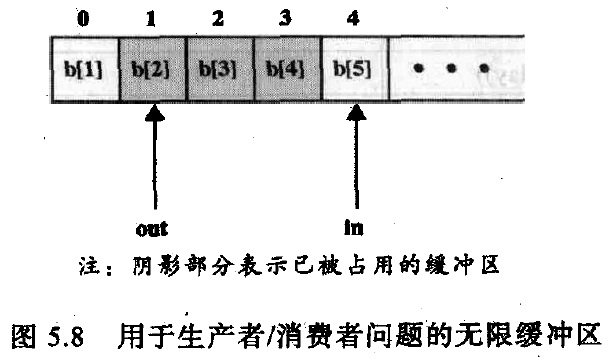 0 1 2 3 4
b[1] b[2] b[3] b[4] b[5] • • •
out in
注：阴影部分表示已被占用的缓冲区
图 5.8 用于生产者/消费者问题的无限缓冲区